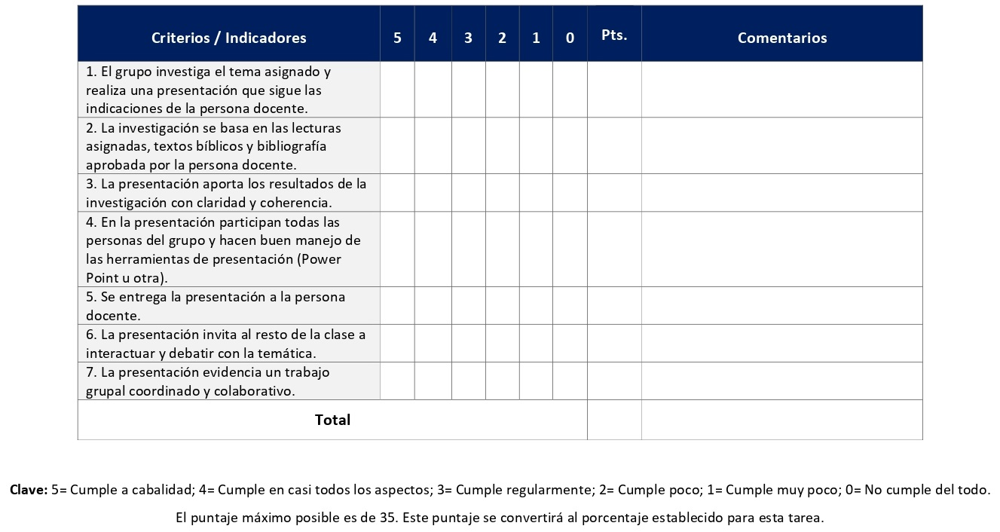 Criterios / Indicadores 5 4 3 2 1 0 Pts. Comentarios
1. El grupo investiga el tema asignado y
realiza una presentación que sigue las
indicaciones de la persona docente.
2. La investigación se basa en las lecturas
asignadas, textos bíblicos y bibliografía
aprobada por la persona docente.
3. La presentación aporta los resultados de la
investigación con claridad y coherencia.
4. En la presentación participan todas las
personas del grupo y hacen buen manejo de
las herramientas de presentación (Power
Point u otra).
5. Se entrega la presentación a la persona
docente.
6. La presentación invita al resto de la clase a
interactuar y debatir con la temática.
7. La presentación evidencia un trabajo
grupal coordinado y colaborativo.
Total
Clave: 5= Cumple a cabalidad; 4= Cumple en casi todos los aspectos; 3= Cumple regularmente; 2= Cumple poco; 1= Cumple muy poco; 0= No cumple del todo.
El puntaje máximo posible es de 35. Este puntaje se convertirá al porcentaje establecido para esta tarea.